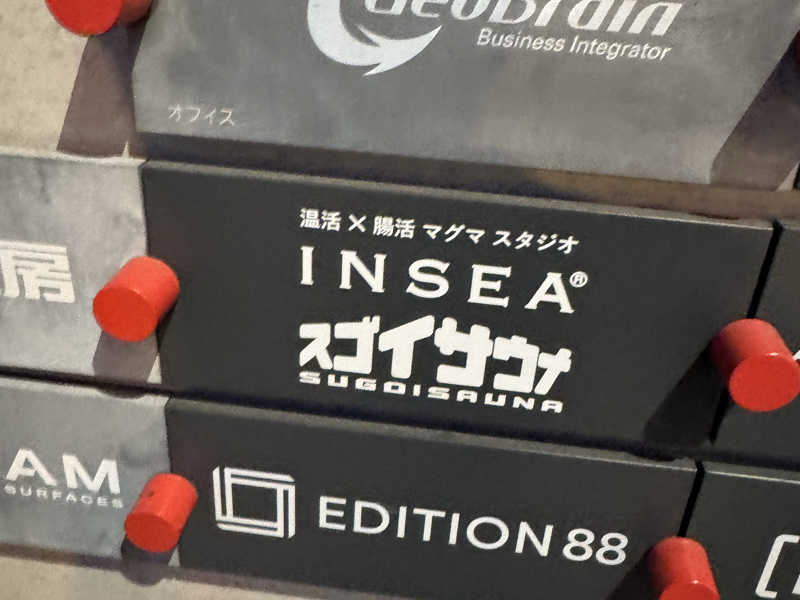 GeoBrain
Business Integrator
オフィス
温活 × 腸活 マグマ スタジオ
INSEA®
房
スゴイサウナ
SUGOISAUNA
AM
SURFACES
EDITION 88